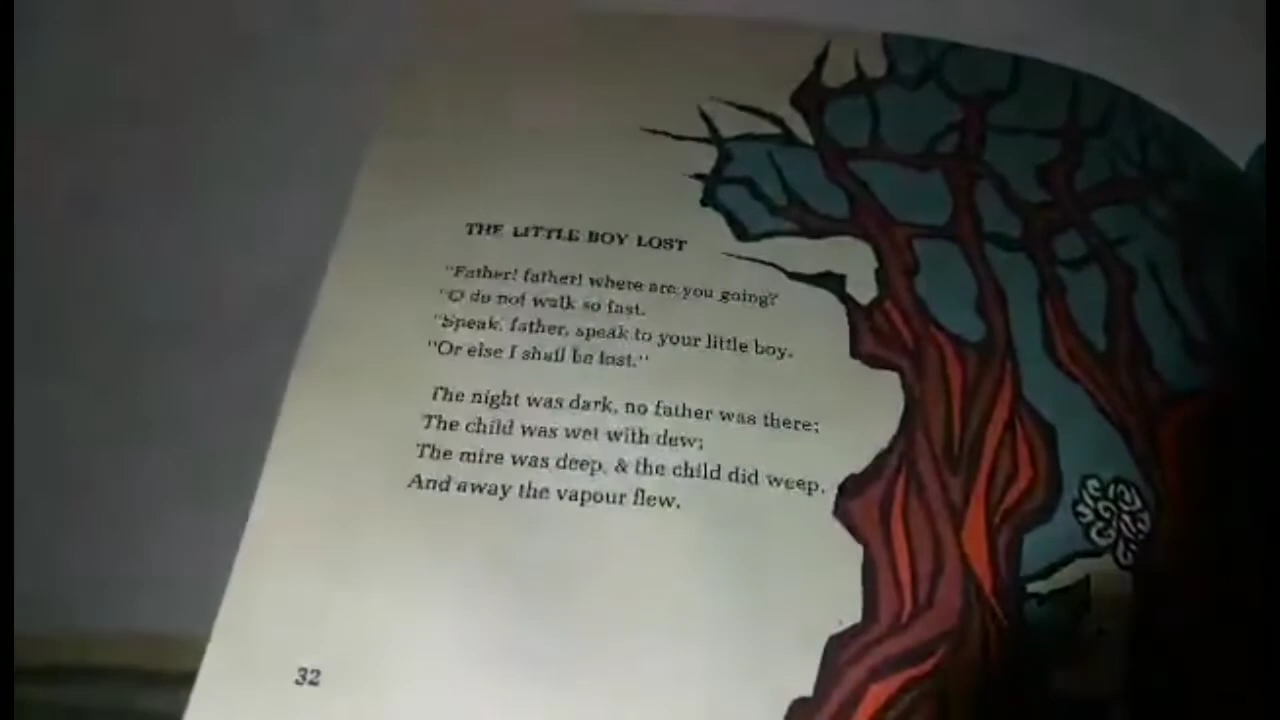 THE LITTLE BOY LOST
"Father! father! where are you going?
"O do not walk so fast.
"Speak, father, speak to your little boy,
"Or else I shall be lost."
The night was dark, no father was there;
The child was wet with dew;
The mire was deep, & the child did weep,
And away the vapour flew.
32